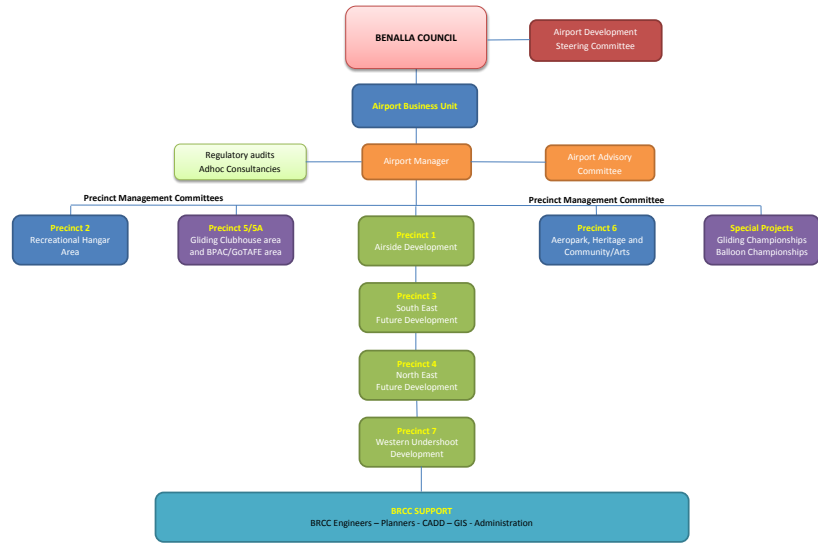 BENALLA COUNCIL
Airport Development
Steering Committee
Airport Business Unit
Regulatory audits
Adhoc Consultancies
Airport Manager
Airport Advisory
Committee
Precinct Management Committees
Precinct Management Committee
Precinct 2
Recreational Hangar
Area
Precinct 5/5A
Gliding Clubhouse area
and BPAC/GoTAFE area
Precinct 1
Airside Development
Precinct 6
Aeropark, Heritage and
Community/Arts
Special Projects
Gliding Championships
Balloon Championships
Precinct 3
South East
Future Development
Precinct 4
North East
Future Development
Precinct 7
Western Undershoot
Development
BRCC SUPPORT
BRCC Engineers – Planners - CADD – GIS - Administration